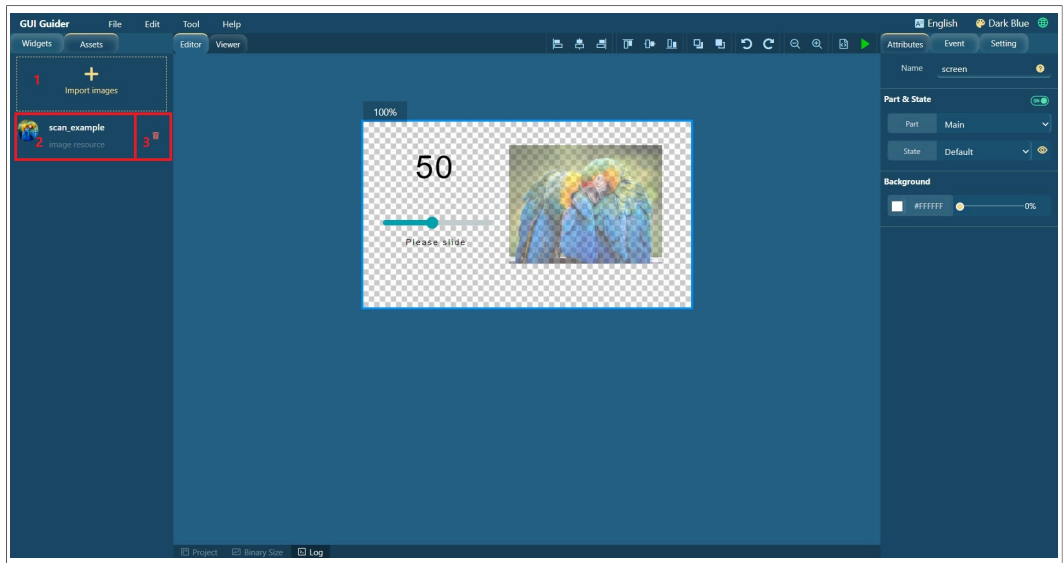 GUI Guider File Edit Tool Help English Dark Blue
Widgets Assets Editor Viewer Attributes Event Setting
1 Import images
Name screen
scan_example
2 image resource 3
100%
50
Please slide
Part & State ON
Part Main
State Default
Background
#FFFFFF 0%
Project Binary Size Log